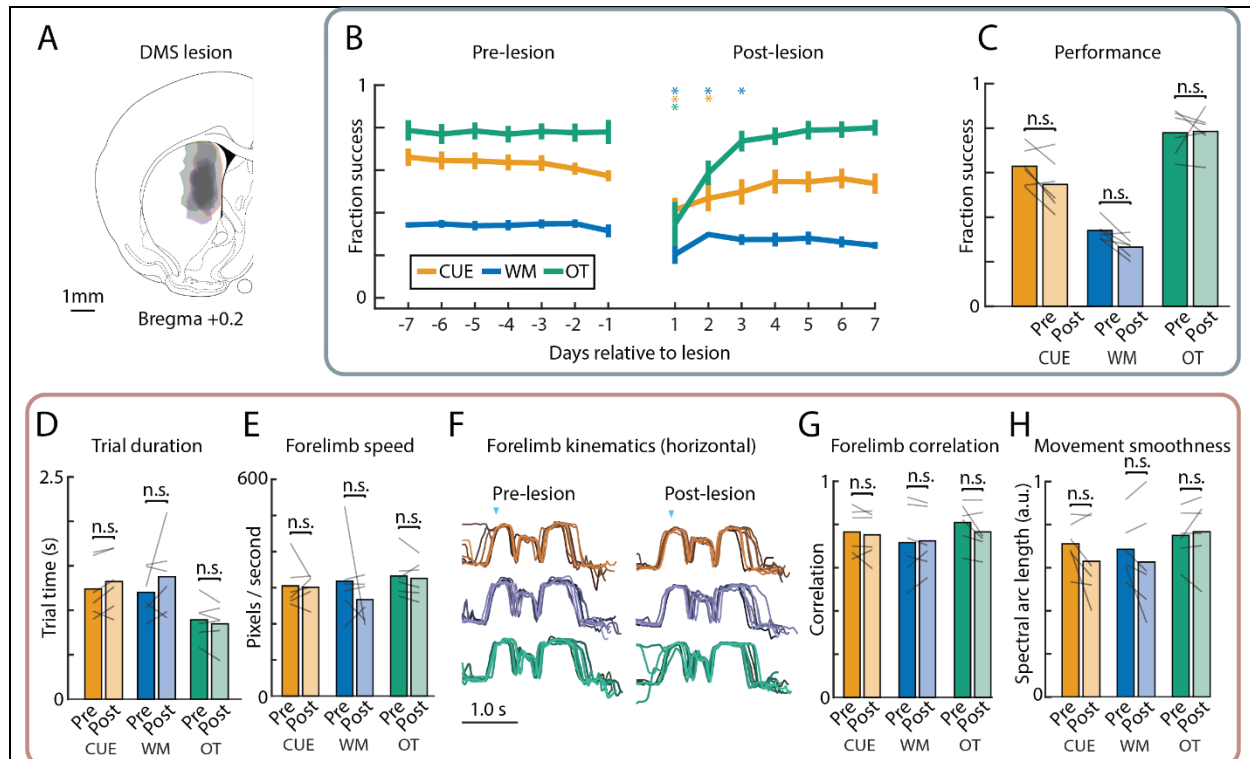 A
DMS lesion
1mm
Bregma +0.2
B
Pre-lesion
Post-lesion
Fraction success
1
0
* * *
* *
*
CUE WM OT
-7 -6 -5 -4 -3 -2 -1 1 2 3 4 5 6 7
Days relative to lesion
C
Performance
Fraction success
1
0
n.s. n.s. n.s.
Pre Post Pre Post Pre Post
CUE WM OT
D
Trial duration
Trial time (s)
2.5
0
n.s. n.s. n.s.
Pre Post Pre Post Pre Post
CUE WM OT
E
Forelimb speed
Pixels / second
600
0
n.s. n.s. n.s.
Pre Post Pre Post Pre Post
CUE WM OT
F
Forelimb kinematics (horizontal)
Pre-lesion Post-lesion
1.0 s
G
Forelimb correlation
Correlation
1
0
n.s. n.s. n.s.
Pre Post Pre Post Pre Post
CUE WM OT
H
Movement smoothness
Spectral arc length (a.u.)
1
0
n.s. n.s. n.s.
Pre Post Pre Post Pre Post
CUE WM OT